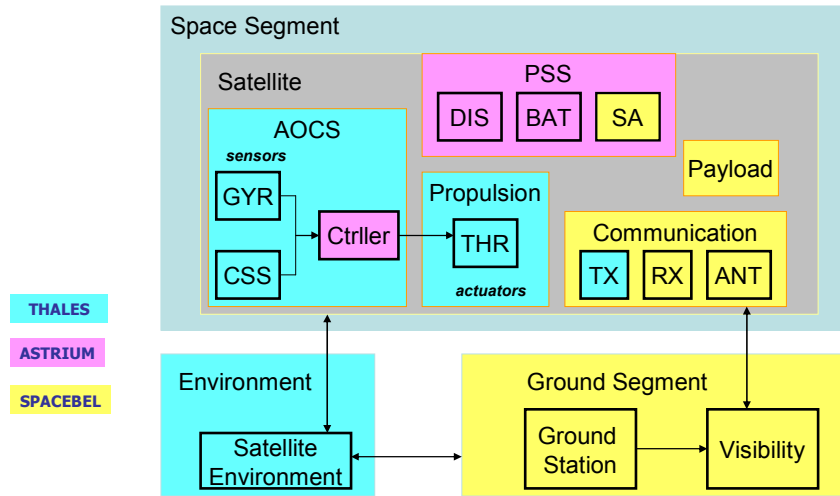 Space Segment
Satellite
PSS
DIS
BAT
SA
AOCS
sensors
GYR
CSS
Ctrller
Propulsion
THR
actuators
Payload
Communication
TX
RX
ANT
THALES
ASTRIUM
SPACEBEL
Environment
Satellite
Environment
Ground Segment
Ground
Station
Visibility